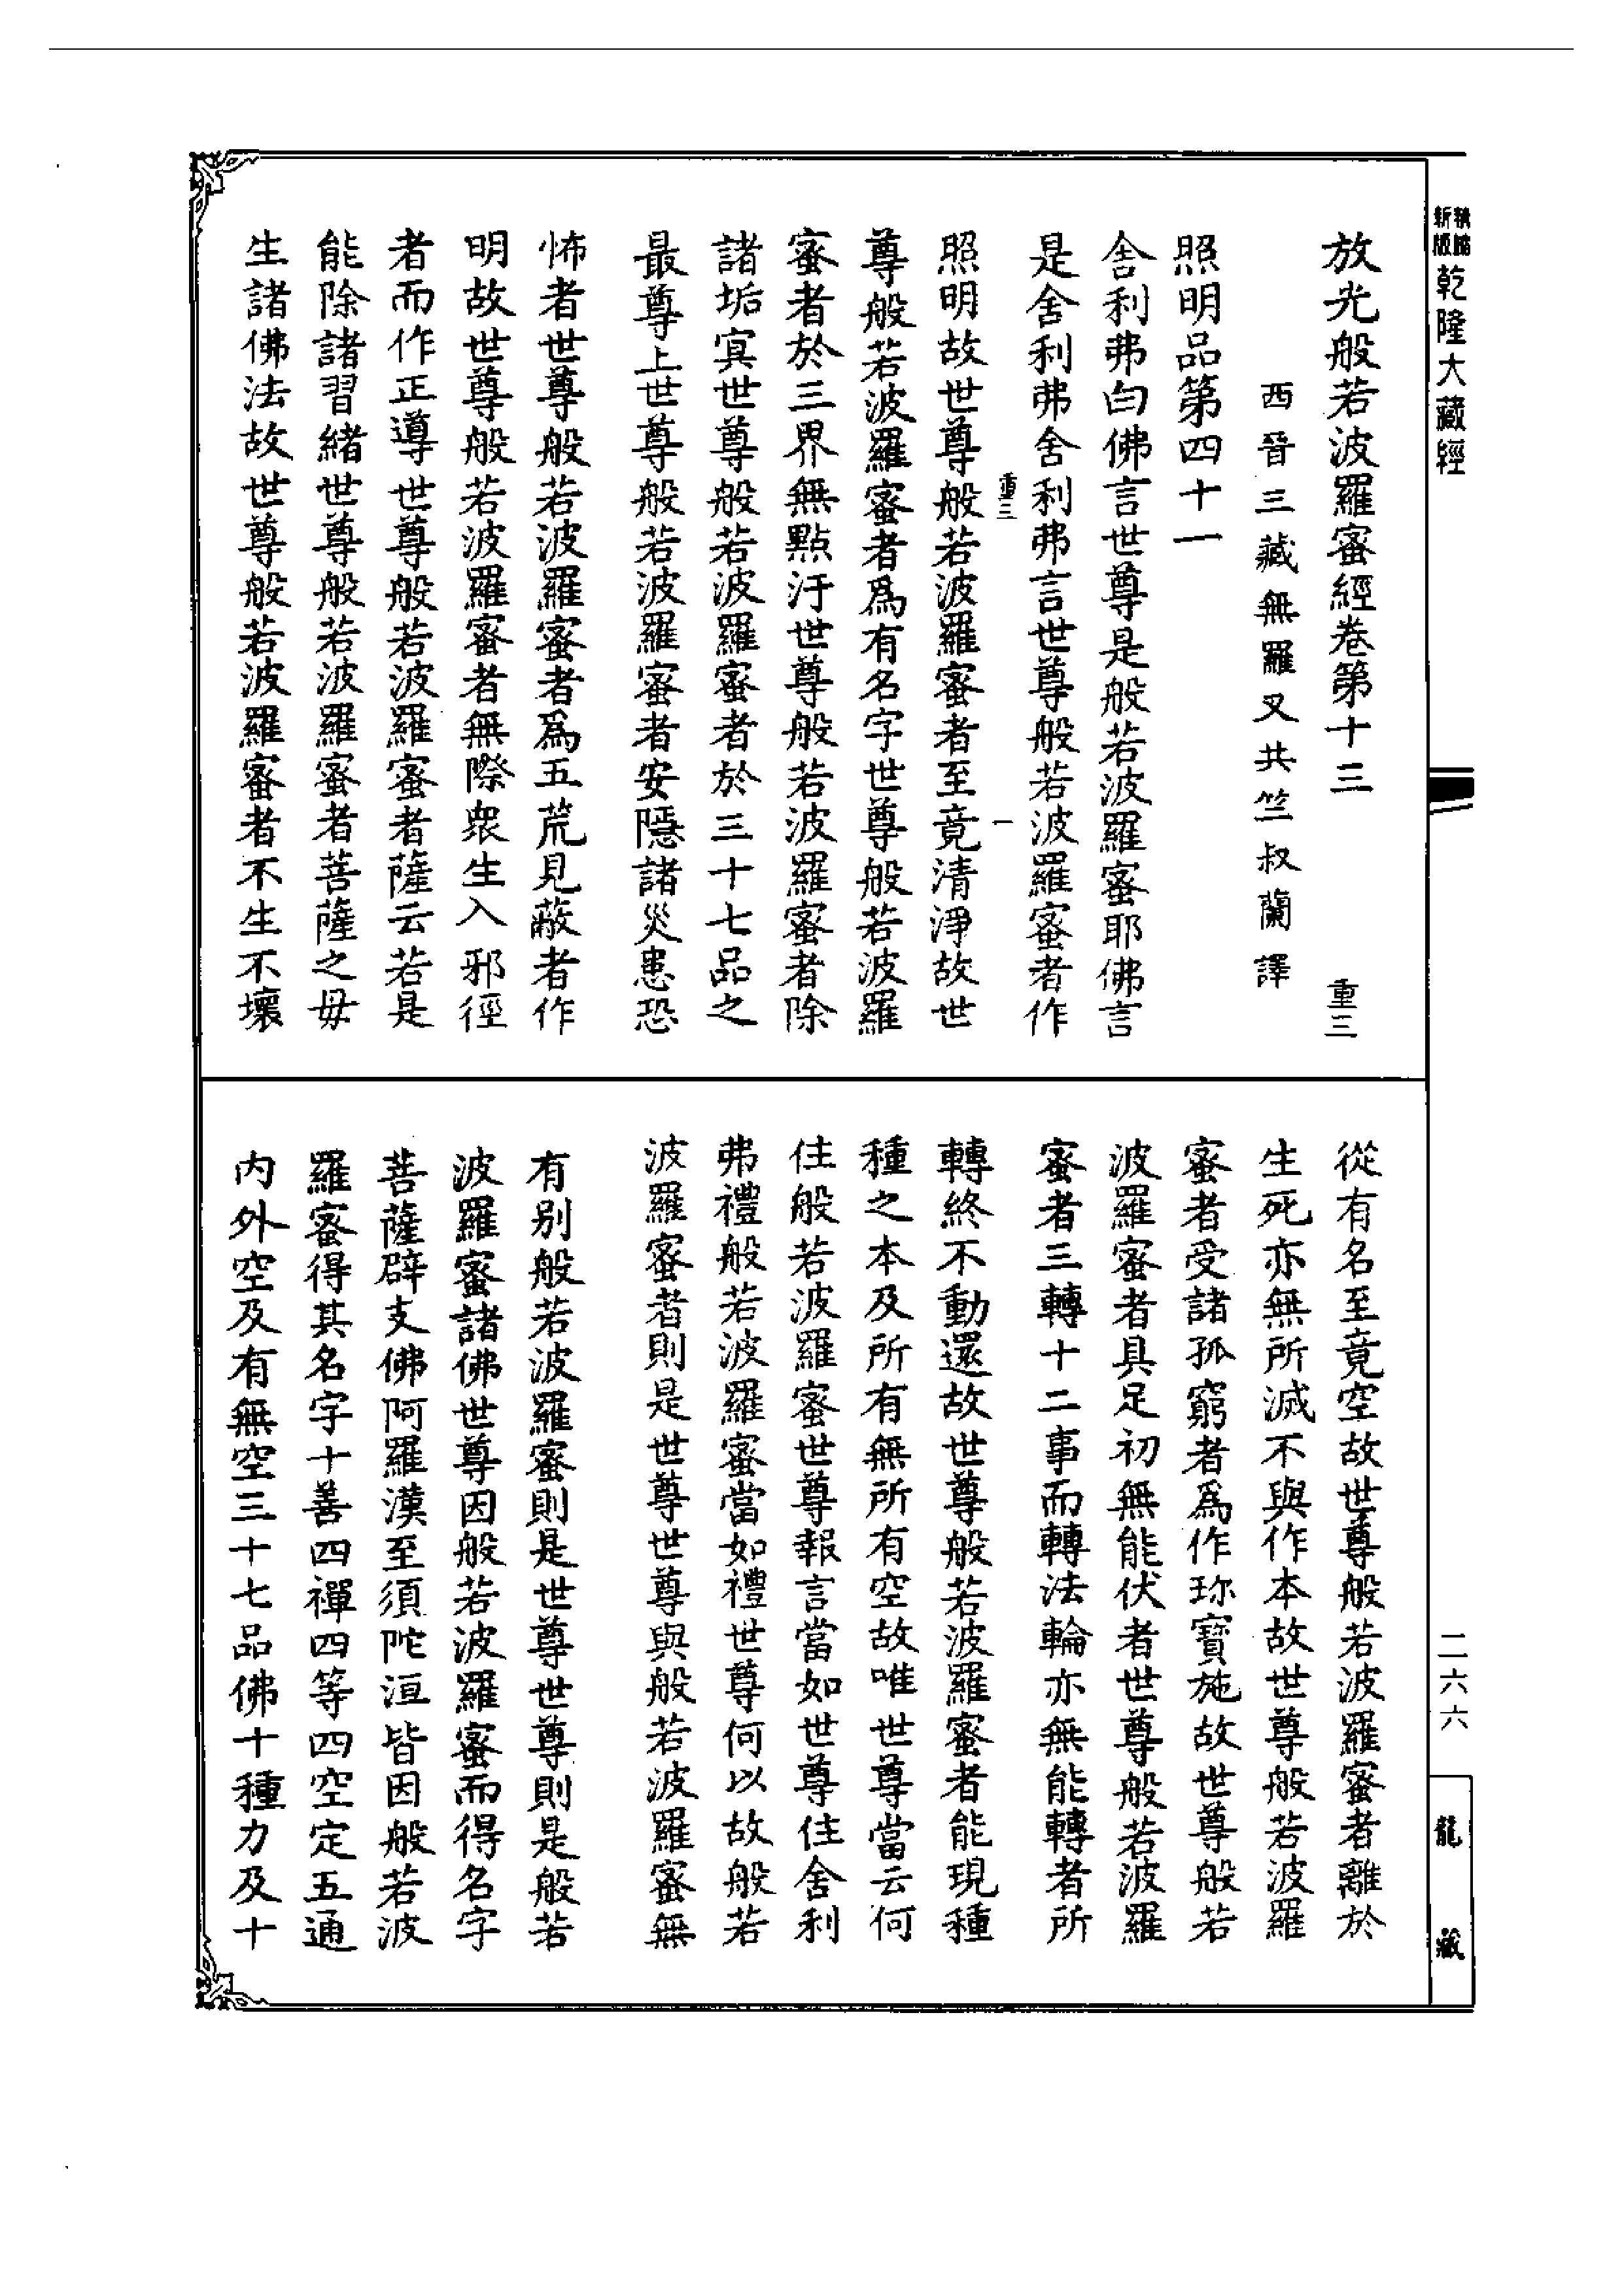 新版
乾隆大藏經
放光般若波羅蜜經卷第十三
重三
西晉三藏無羅叉共竺叔蘭譯
照明品第四十一
舍利弗白佛言世尊是般若波羅蜜耶佛言
是舍利弗舍利弗言世尊般若波羅蜜者作
重三
一
照明故世尊般若波羅蜜者至竟清淨故世
尊般若波羅蜜者爲有名字世尊般若波羅
蜜者於三界無點汙世尊般若波羅蜜者除
諸垢寘世尊般若波羅蜜者於三十七品之
最尊上世尊般若波羅蜜者安隱諸災患恐
怖者世尊般若波羅蜜者爲五荒見蔽者作
明故世尊般若波羅蜜者無際衆生入邪徑
者而作正導世尊般若波羅蜜者薩云若是
能除諸習緒世尊般若波羅蜜者菩薩之毋
生諸佛法故世尊般若波羅蜜者不生不壞
從有名至竟空故世尊般若波羅蜜者離於
生死亦無所滅不與作本故世尊般若波羅
蜜者受諸孤窮者爲作珎寶施故世尊般若
波羅蜜者具足初無能伏者世尊般若波羅
蜜者三轉十二事而轉法輪亦無能轉者所
轉終不動還故世尊般若波羅蜜者能現種
種之本及所有無所有空故唯世尊當云何
住般若波羅蜜世尊報言當如世尊住舍利
弗禮般若波羅蜜當如禮世尊何以故般若
波羅蜜者則是世尊世尊與般若波羅蜜無
有別般若波羅蜜則是世尊世尊則是般若
波羅蜜諸佛世尊因般若波羅蜜而得名字
菩薩辟支佛阿羅漢至須陀洹皆因般若波
羅蜜得其名字十善四禪四等四空定五通
內外空及有無空三十七品佛十種力及十
二六六
龍藏